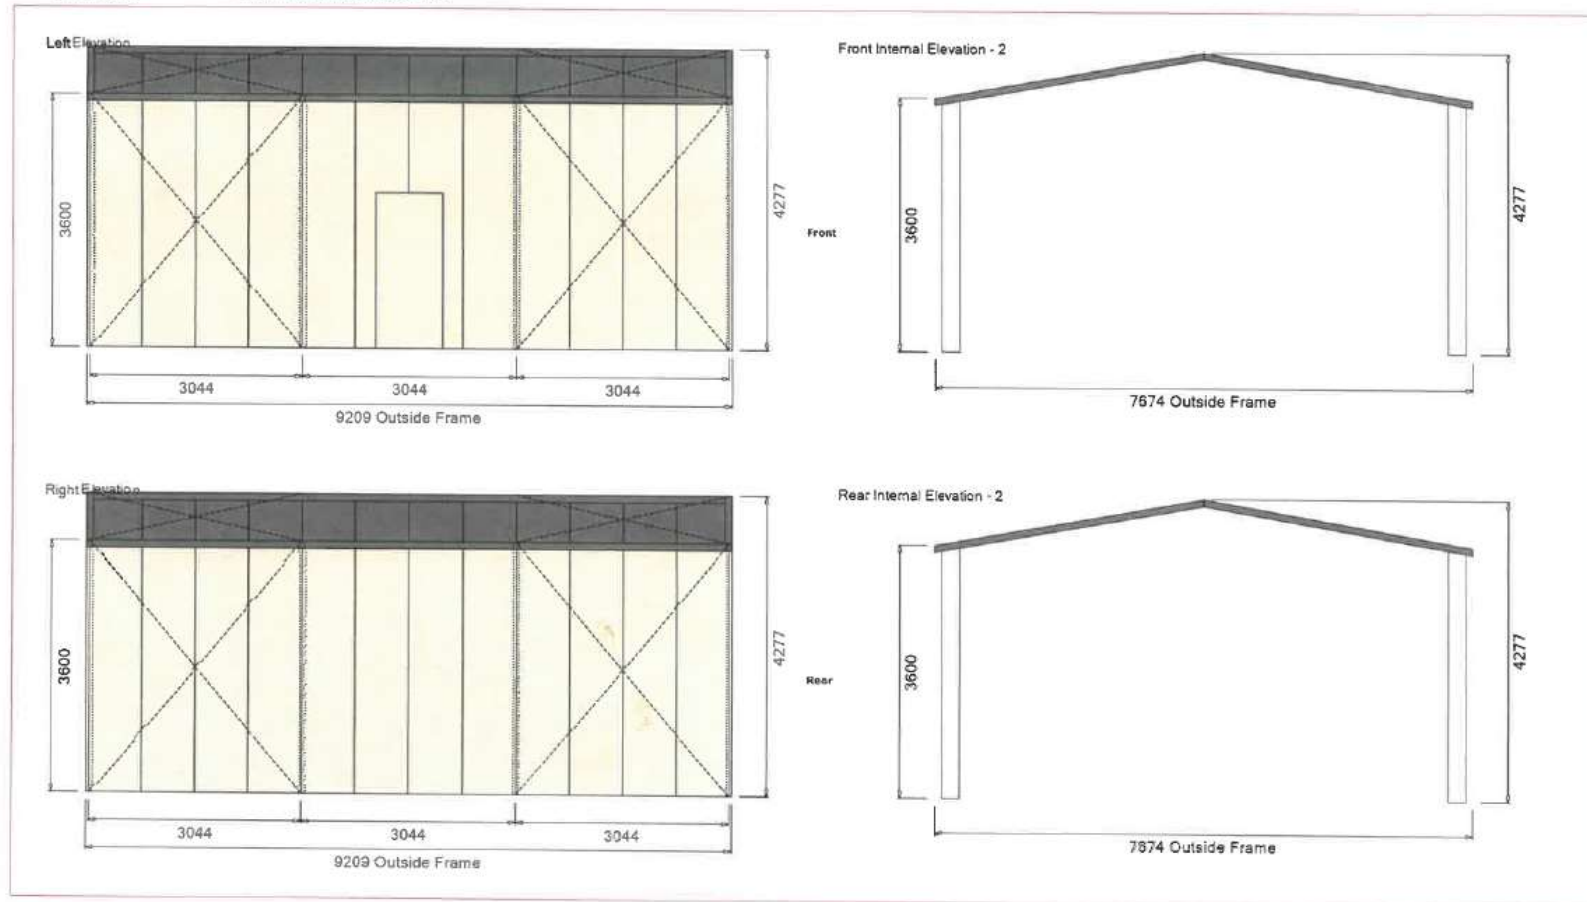 Left Elevation
3600
4277
3044 3044 3044
9209 Outside Frame
Front Internal Elevation - 2
Front
3600
4277
7674 Outside Frame
Right Elevation
3600
4277
3044 3044 3044
9209 Outside Frame
Rear Internal Elevation - 2
Rear
3600
4277
7674 Outside Frame